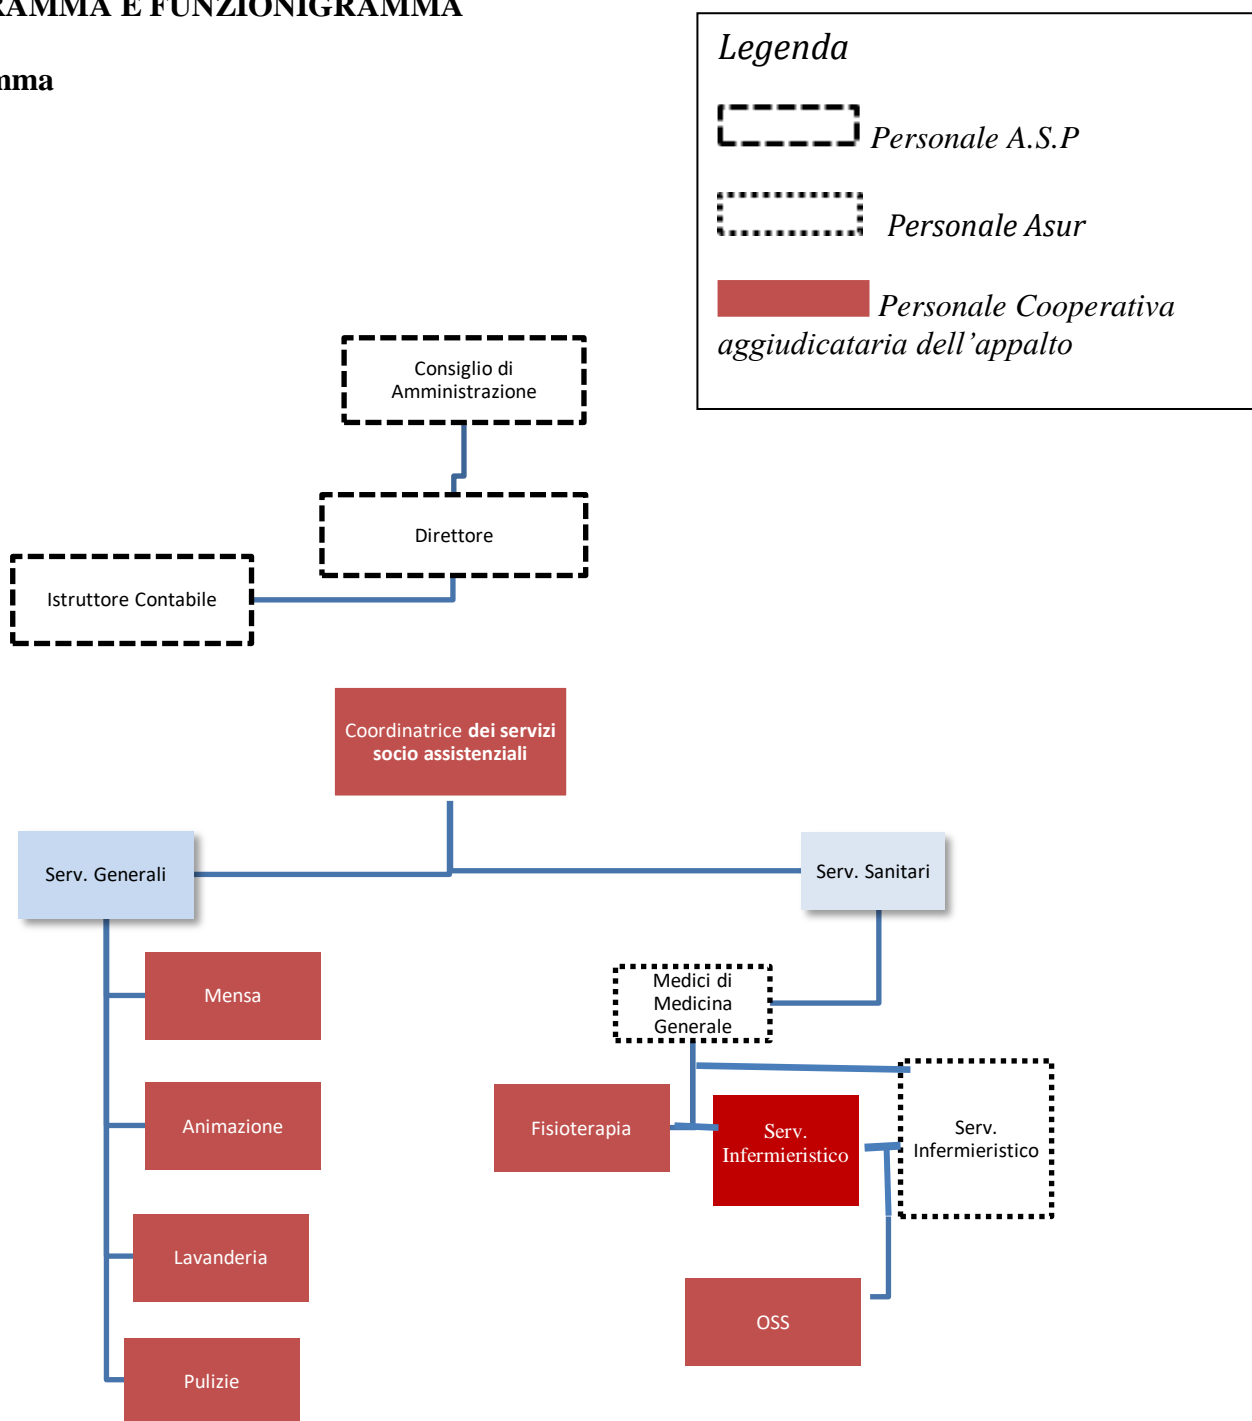 RAMMA E FUNZIONIGRAMMA
mma
Legenda
Personale A.S.P
Personale Asur
Personale Cooperativa
aggiudicataria dell’appalto
Consiglio di
Amministrazione
Direttore
Istruttore Contabile
Coordinatrice dei servizi
socio assistenziali
Serv. Generali
Serv. Sanitari
Mensa
Medici di
Medicina
Generale
Animazione
Fisioterapia
Serv.
Infermieristico
Serv.
Infermieristico
Lavanderia
OSS
Pulizie